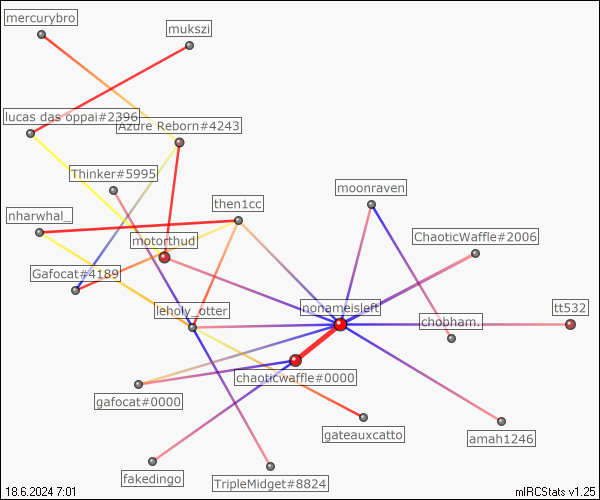 mercurybro
mukszi
lucas das oppai#2396
Azure Reborn#4243
Thinker#5995
moonraven
then1cc
nharwhal_
motorthud
ChaoticWaffle#2006
Gafocat#4189
leholy_otter
nonameisleft
tt532
chobham.
chaoticwaffle#0000
gafocat#0000
gateauxcatto
amah1246
fakedingo
TripleMidget#8824
18.6.2024 7:01
mIRCStats v1.25